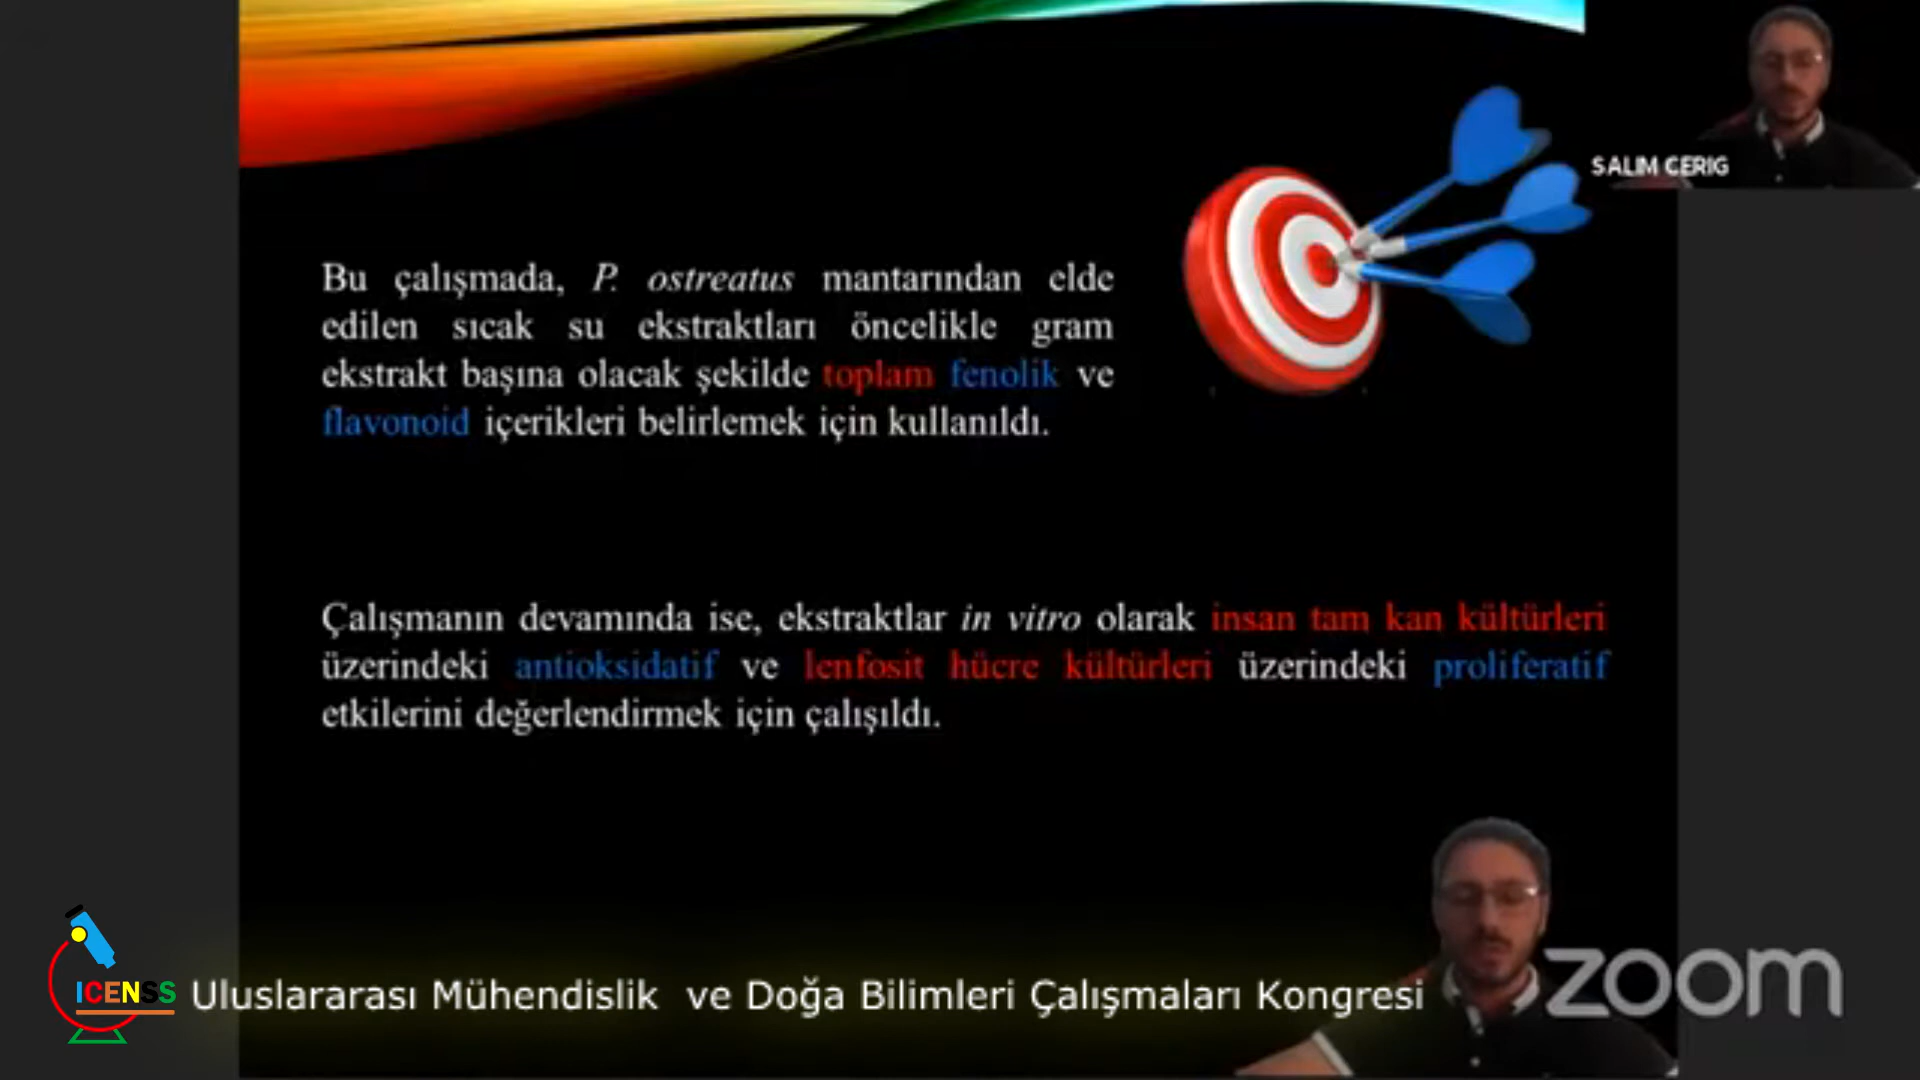 SALIM CERIG
Bu çalışmada, P. ostreatus mantarından elde
edilen sıcak su ekstraktları öncelikle gram
ekstrakt başına olacak şekilde toplam fenolik ve
flavonoid içerikleri belirlemek için kullanıldı.
Çalışmanın devamında ise, ekstraktlar in vitro olarak insan tam kan kültürleri
üzerindeki antioksidatif ve lenfosit hücre kültürleri üzerindeki proliferatif
etkilerini değerlendirmek için çalışıldı.
ICENSS Uluslararası Mühendislik ve Doğa Bilimleri Çalışmaları Kongresi
zoom